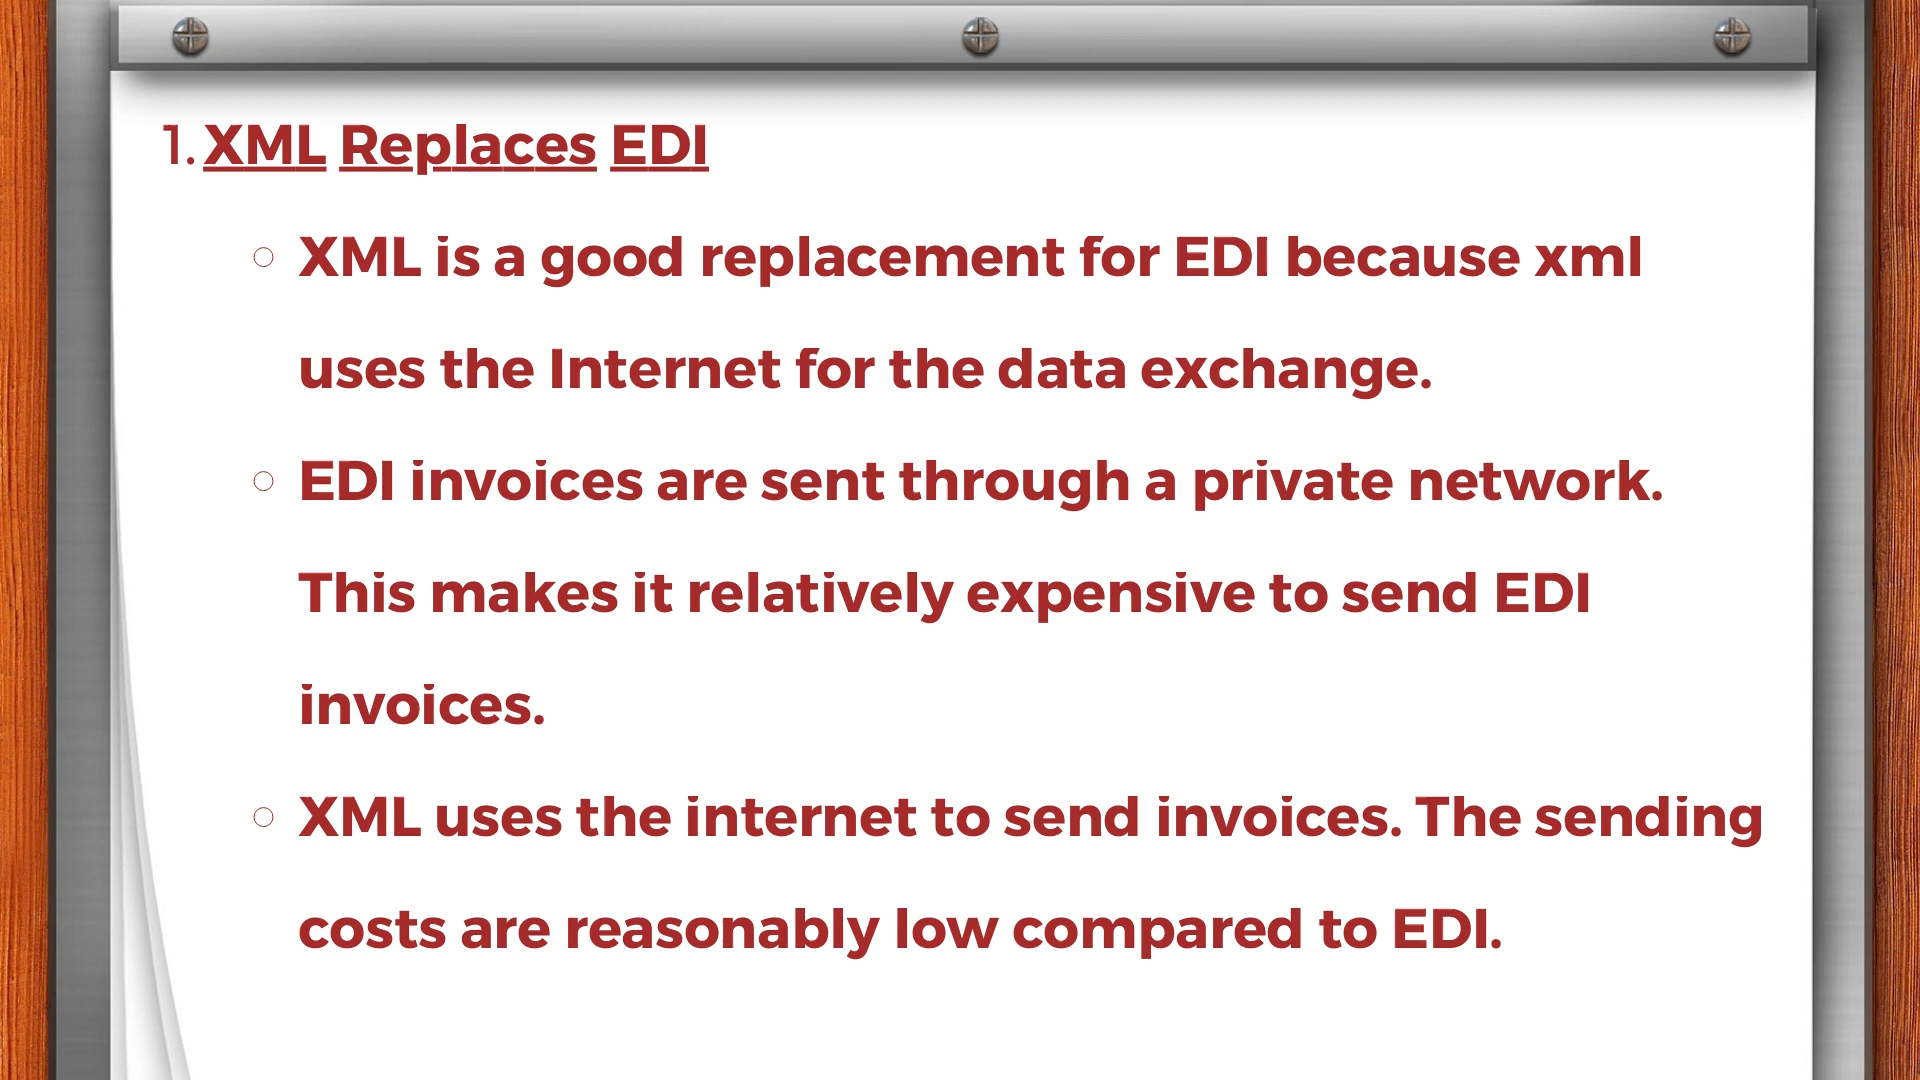 1. XML Replaces EDI
XML is a good replacement for EDI because xml
uses the Internet for the data exchange.
EDI invoices are sent through a private network.
This makes it relatively expensive to send EDI
invoices.
XML uses the internet to send invoices. The sending
costs are reasonably low compared to EDI.